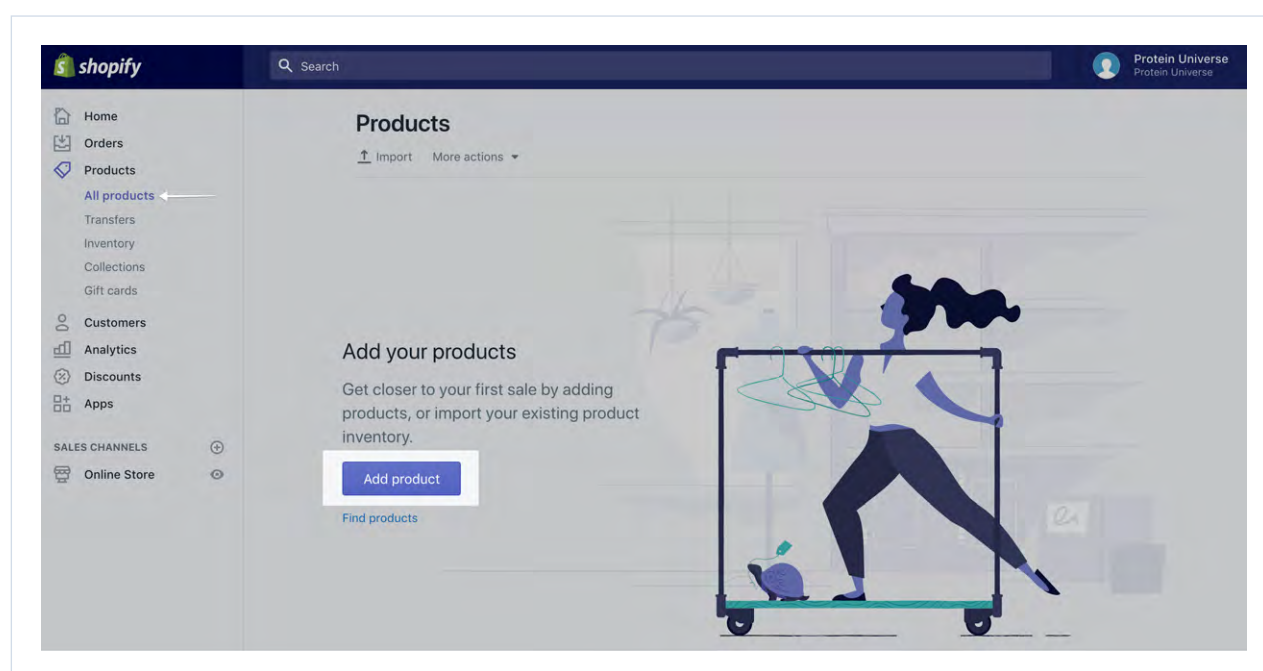 shopify
Search
Protein Universe
Protein Universe
Home
Orders
Products
All products
Transfers
Inventory
Collections
Gift cards
Customers
Analytics
Discounts
Apps
SALES CHANNELS
Online Store
Products
Import More actions
Add your products
Get closer to your first sale by adding
products, or import your existing product
inventory.
Add product
Find products